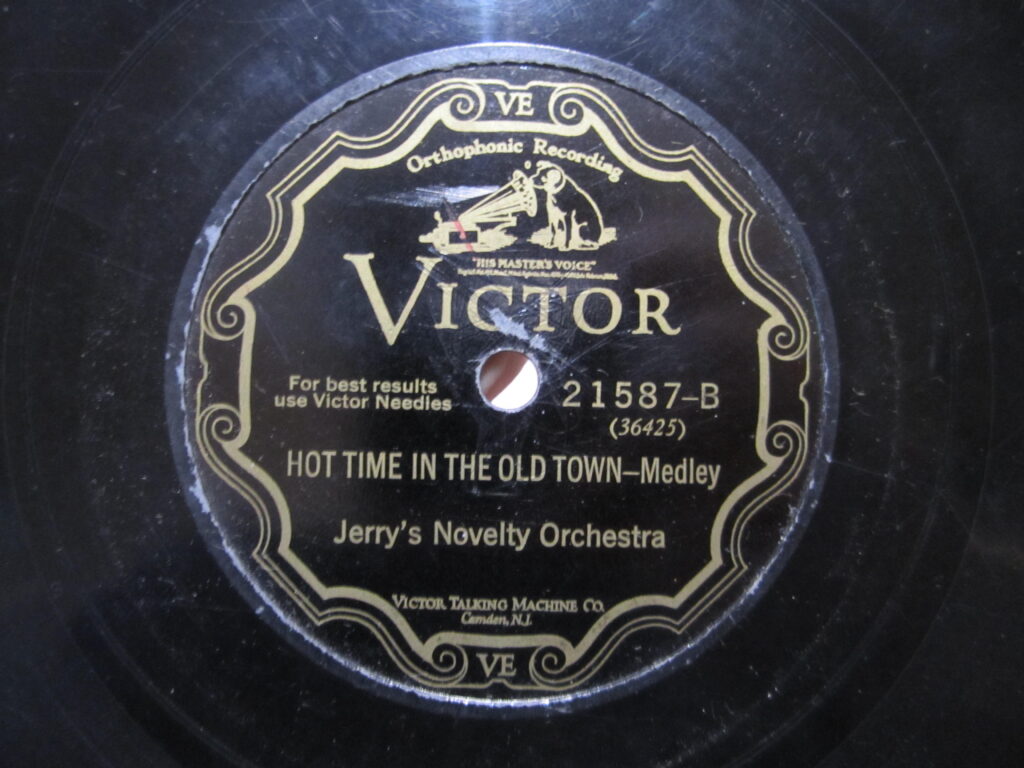 VE
Orthophonic Recording
"HIS MASTER'S VOICE"
VICTOR
For best results
use Victor Needles
21587-B
(36425)
HOT TIME IN THE OLD TOWN—Medley
Jerry's Novelty Orchestra
VICTOR TALKING MACHINE CO.
Camden, N.J.
VE